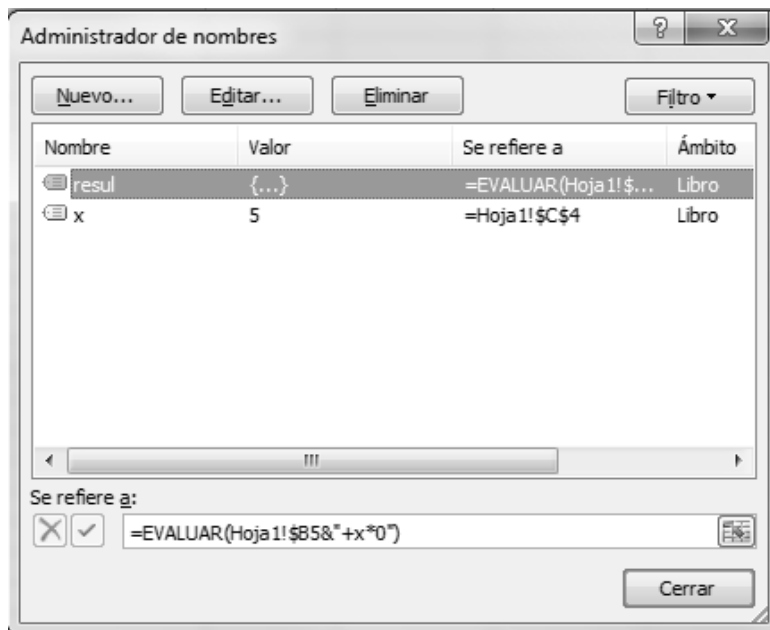 Administrador de nombres
Nuevo... Editar... Eliminar Filtro
Nombre Valor Se refiere a Ámbito
resul {...} =EVALUAR(Hoja1!$... Libro
x 5 =Hoja1!$C$4 Libro
Se refiere a:
=EVALUAR(Hoja1!$B5&"+x*0")
Cerrar